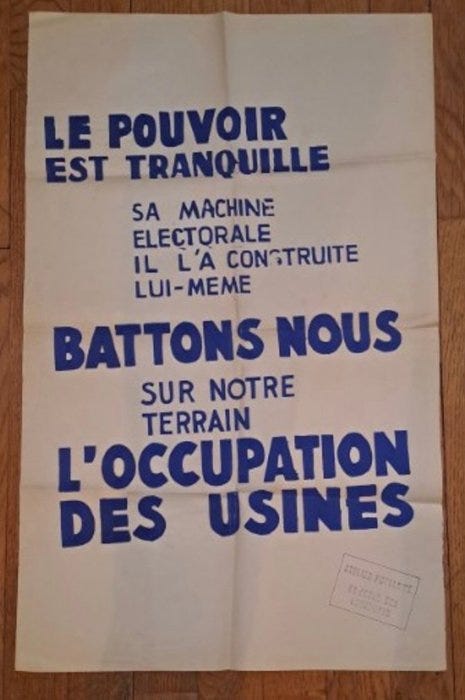 LE POUVOIR
EST TRANQUILLE
SA MACHINE
ELECTORALE
IL L'A CONSTRUITE
LUI-MEME
BATTONS NOUS
SUR NOTRE
TERRAIN
L'OCCUPATION
DES USINES